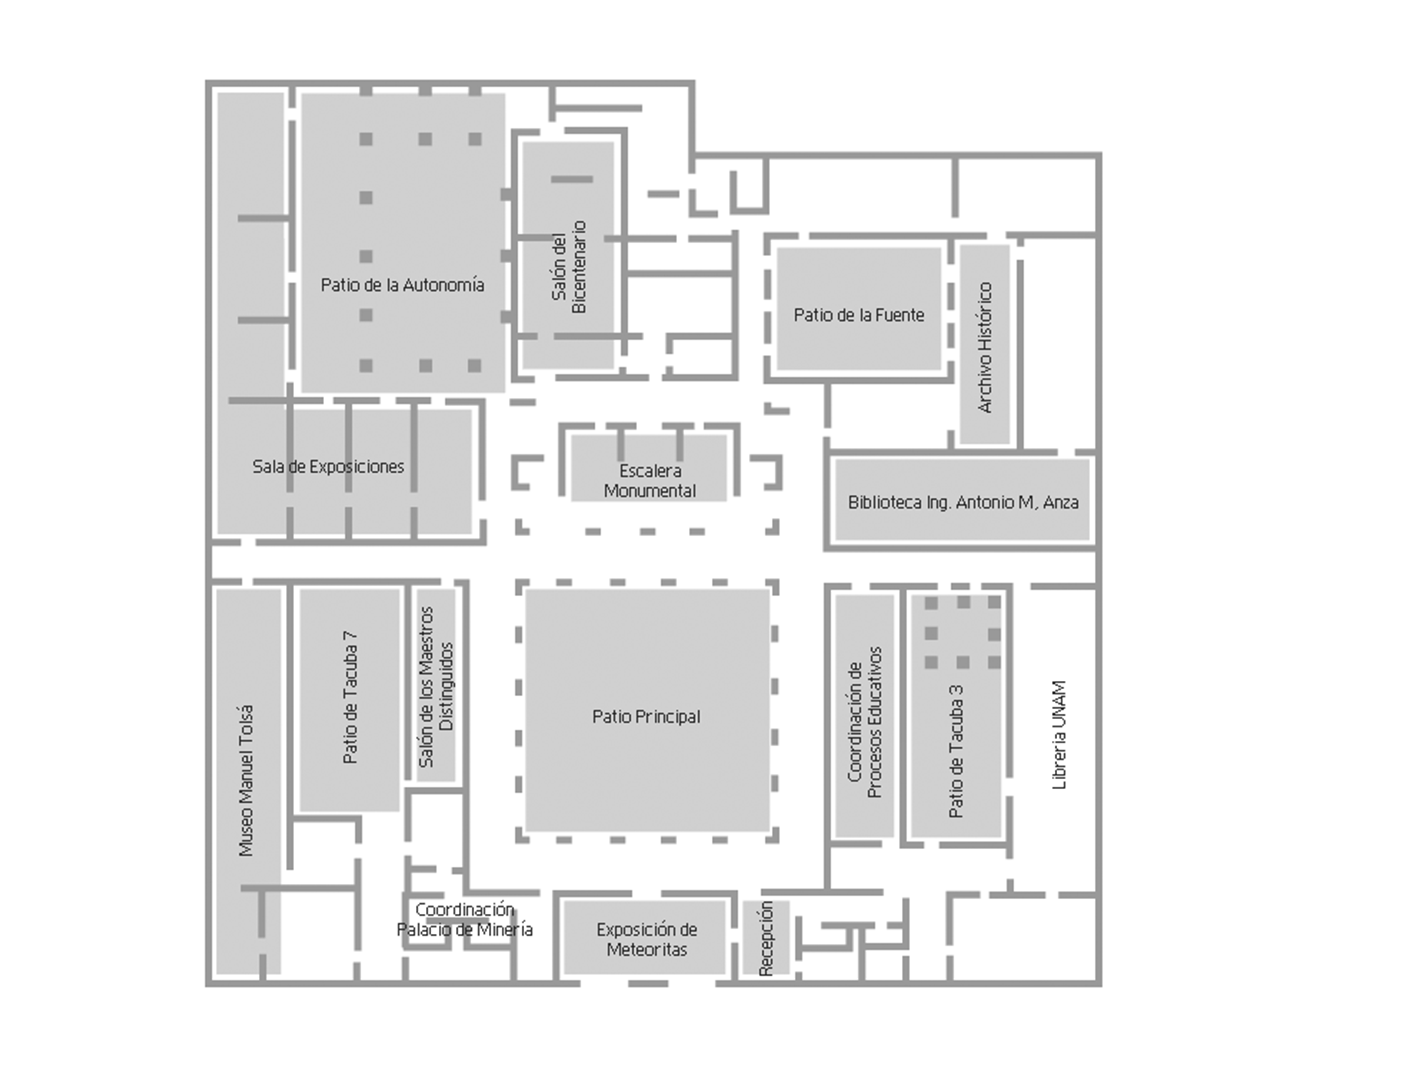 Patio de la Autonomía
Salón del
Bicentenario
Patio de la Fuente
Archivo Histórico
Sala de Exposiciones
Escalera
Monumental
Biblioteca Ing. Antonio M, Anza
Museo Manuel Tolsá
Patio de Tacuba 7
Salón de los Maestros
Distinguidos
Patio Principal
Coordinación de
Procesos Educativos
Patio de Tacuba 3
Libreria UNAM
Coordinación
Palacio de Minería
Exposición de
Meteoritas
Recepción